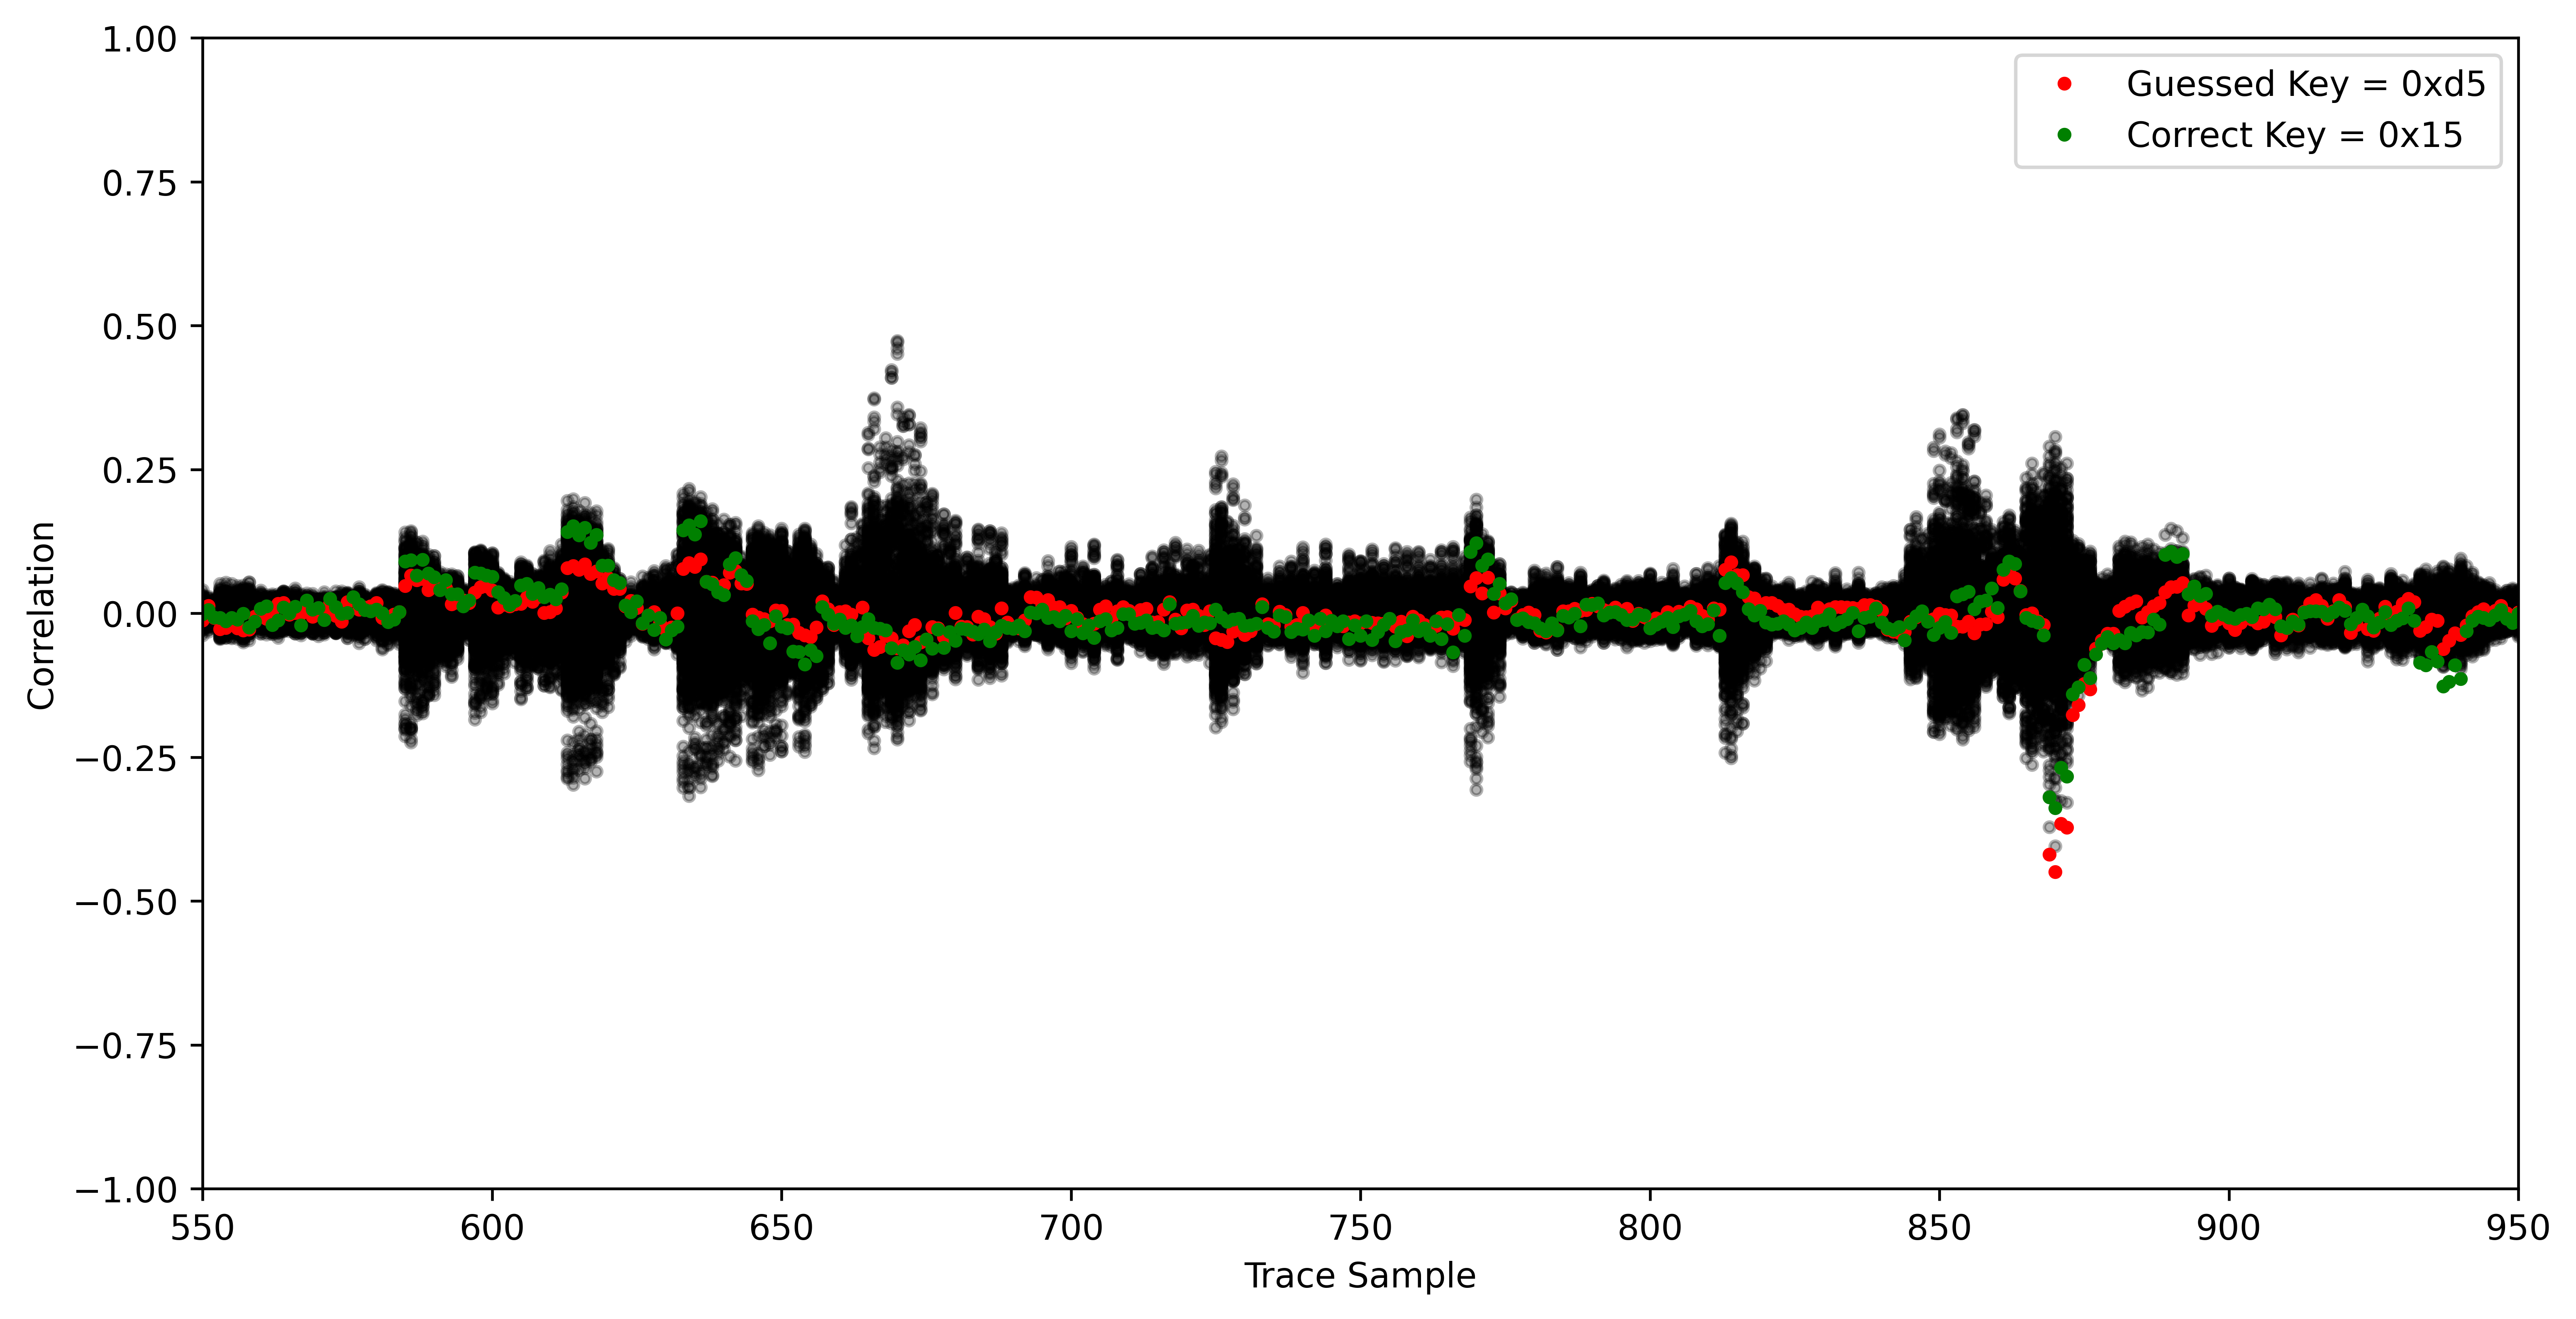 1.00
0.75
0.50
0.25
0.00
−0.25
−0.50
−0.75
−1.00
Correlation
Guessed Key = 0xd5
Correct Key = 0x15
550 600 650 700 750 800 850 900 950
Trace Sample